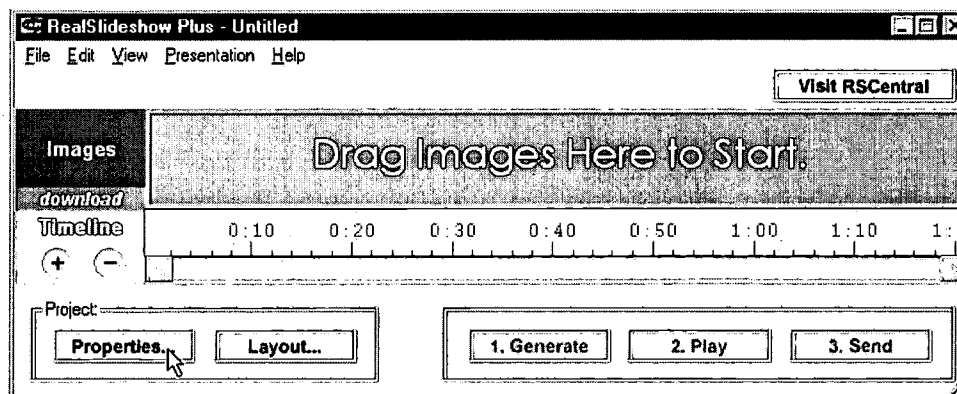 RealSlideshow Plus - Untitled
File Edit View Presentation Help
Visit RSCentral
Images
Drag Images Here to Start.
download
Timeline
0:10 0:20 0:30 0:40 0:50 1:00 1:10 1:
+ -
Project:
Properties... Layout... 1. Generate 2. Play 3. Send